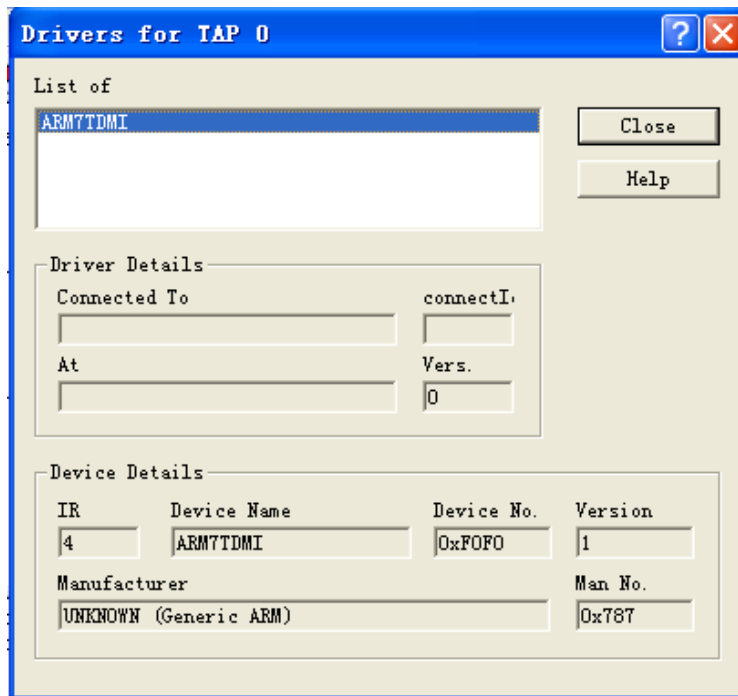 Drivers for TAP 0
List of
ARM7TDMI
Close
Help
Driver Details
Connected To connectI
At Vers.
0
Device Details
IR Device Name Device No. Version
4 ARM7TDMI 0xF0F0 1
Manufacturer Man No.
UNKNOWN (Generic ARM) 0x787